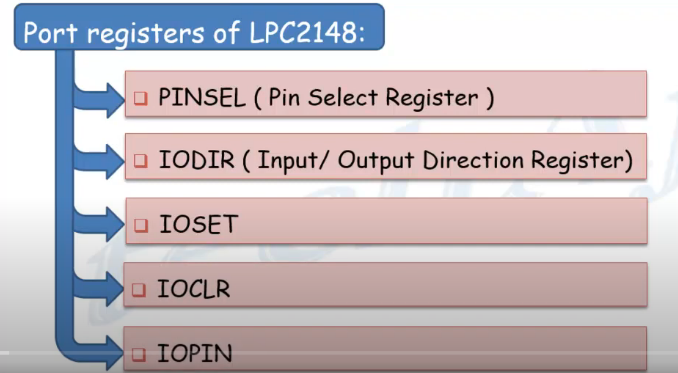 Port registers of LPC2148:
❑ PINSEL ( Pin Select Register )
❑ IODIR ( Input/ Output Direction Register)
❑ IOSET
❑ IOCLR
❑ IOPIN